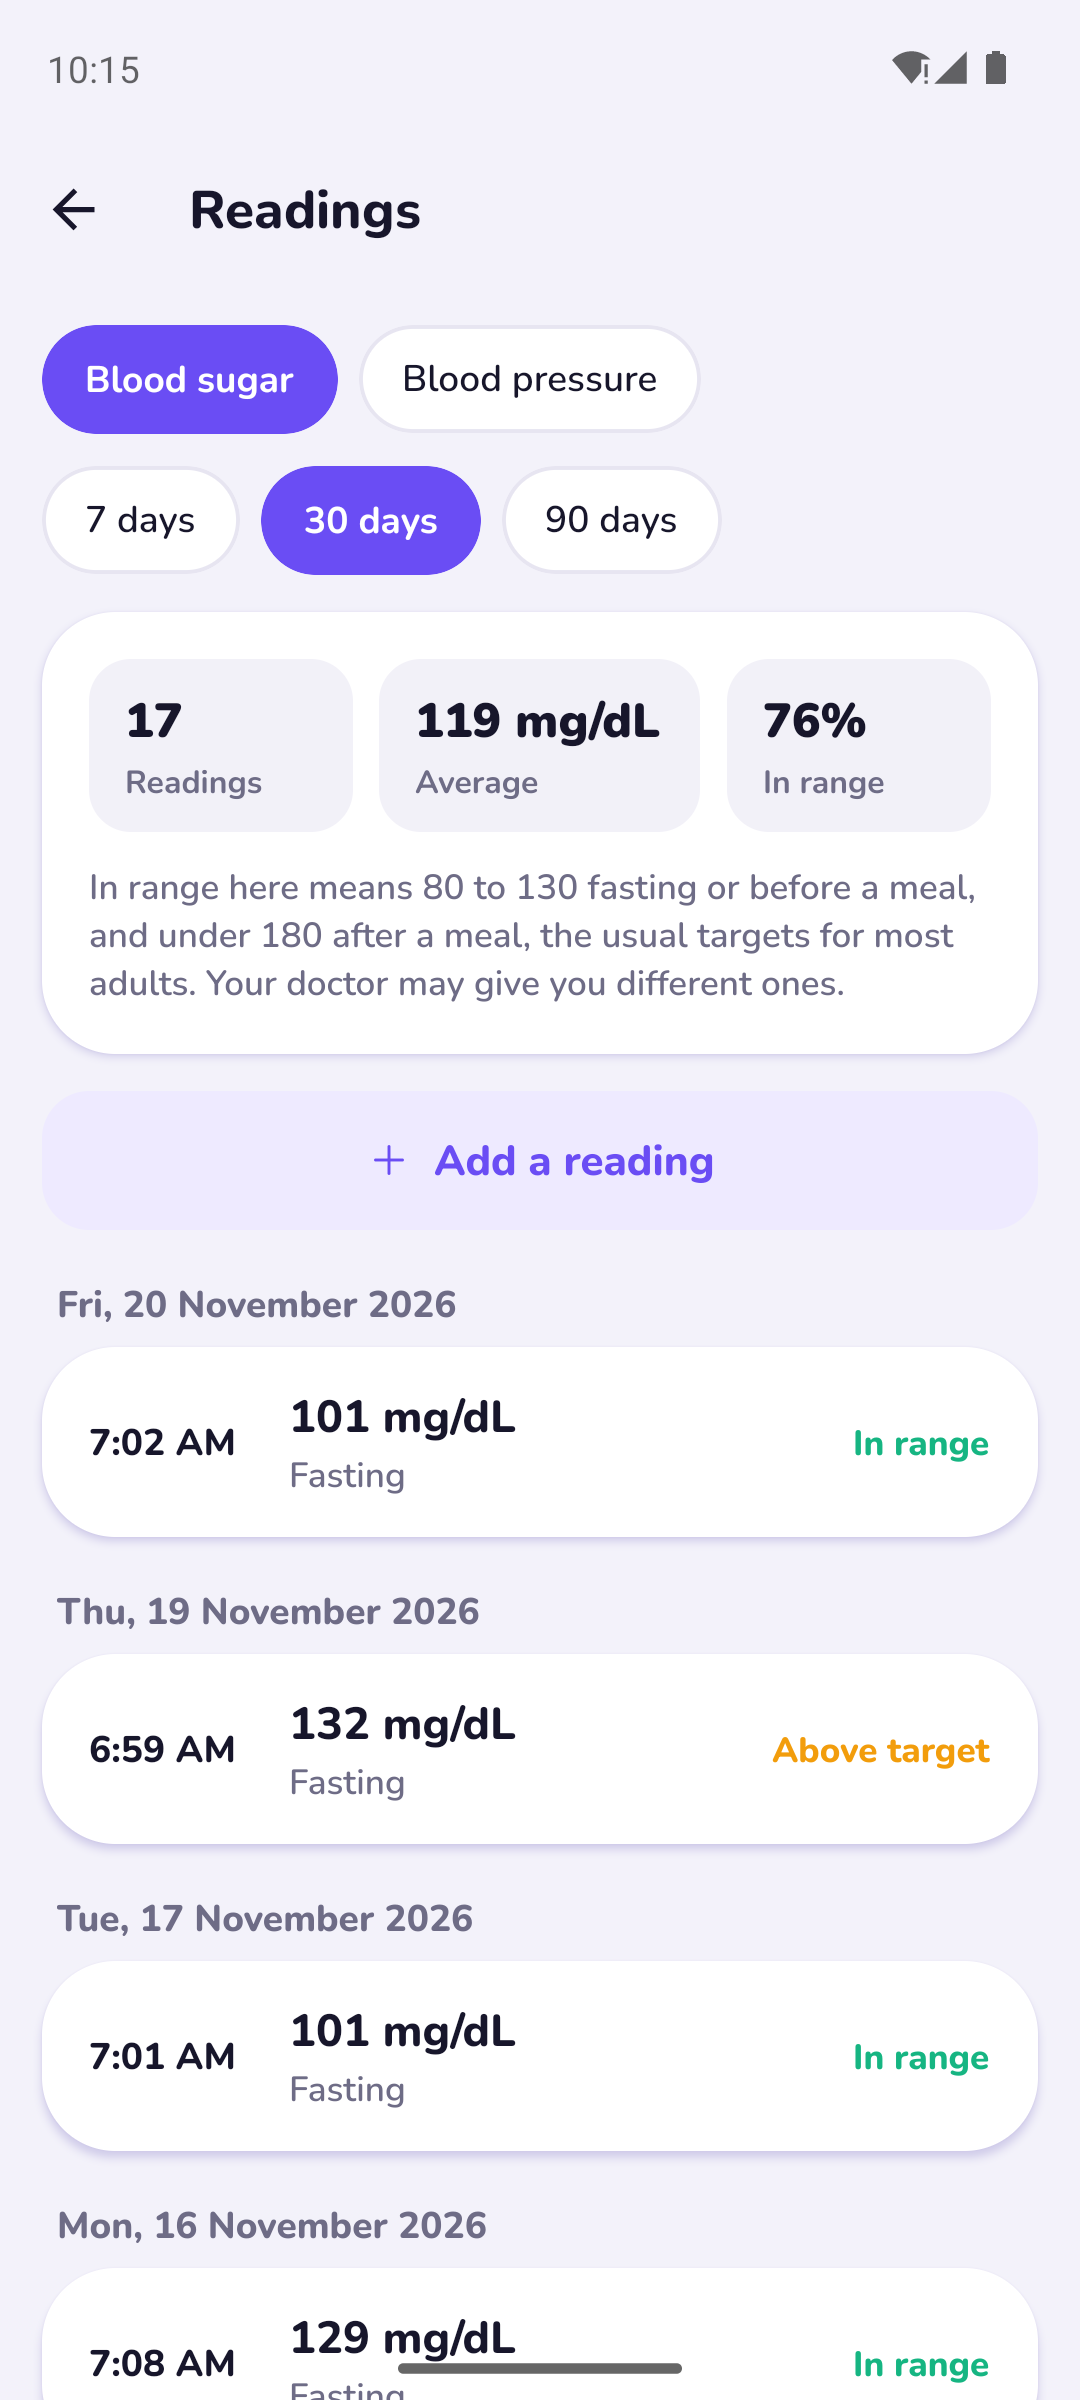 10:15
Readings
Blood sugar
Blood pressure
7 days
30 days
90 days
17
Readings
119 mg/dL
Average
76%
In range
In range here means 80 to 130 fasting or before a meal,
and under 180 after a meal, the usual targets for most
adults. Your doctor may give you different ones.
Add a reading
Fri, 20 November 2026
7:02 AM
101 mg/dL
Fasting
In range
Thu, 19 November 2026
6:59 AM
132 mg/dL
Fasting
Above target
Tue, 17 November 2026
7:01 AM
101 mg/dL
Fasting
In range
Mon, 16 November 2026
7:08 AM
129 mg/dL
Fasting
In range